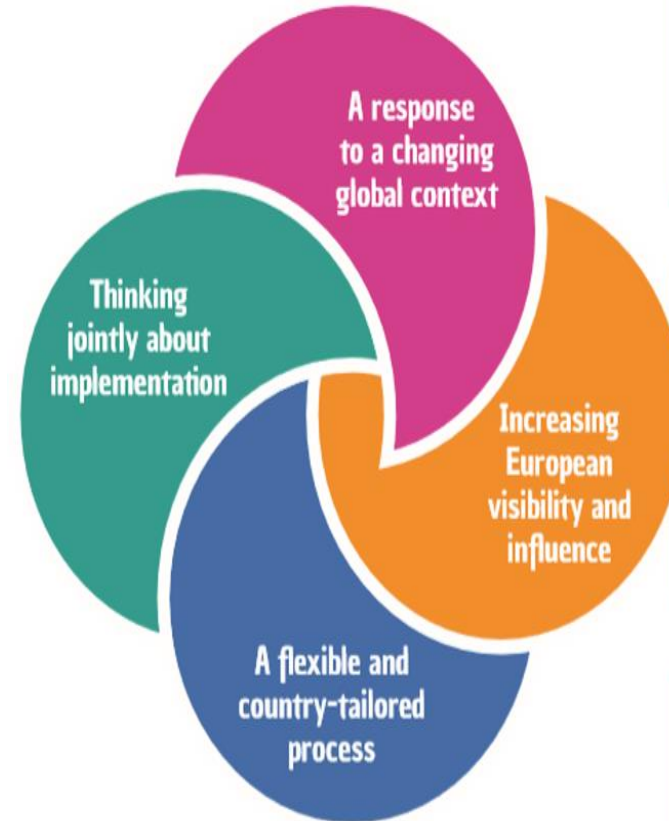 A response
to a changing
global context
Thinking
jointly about
implementation
Increasing
European
visibility and
influence
A flexible and
country-tailored
process